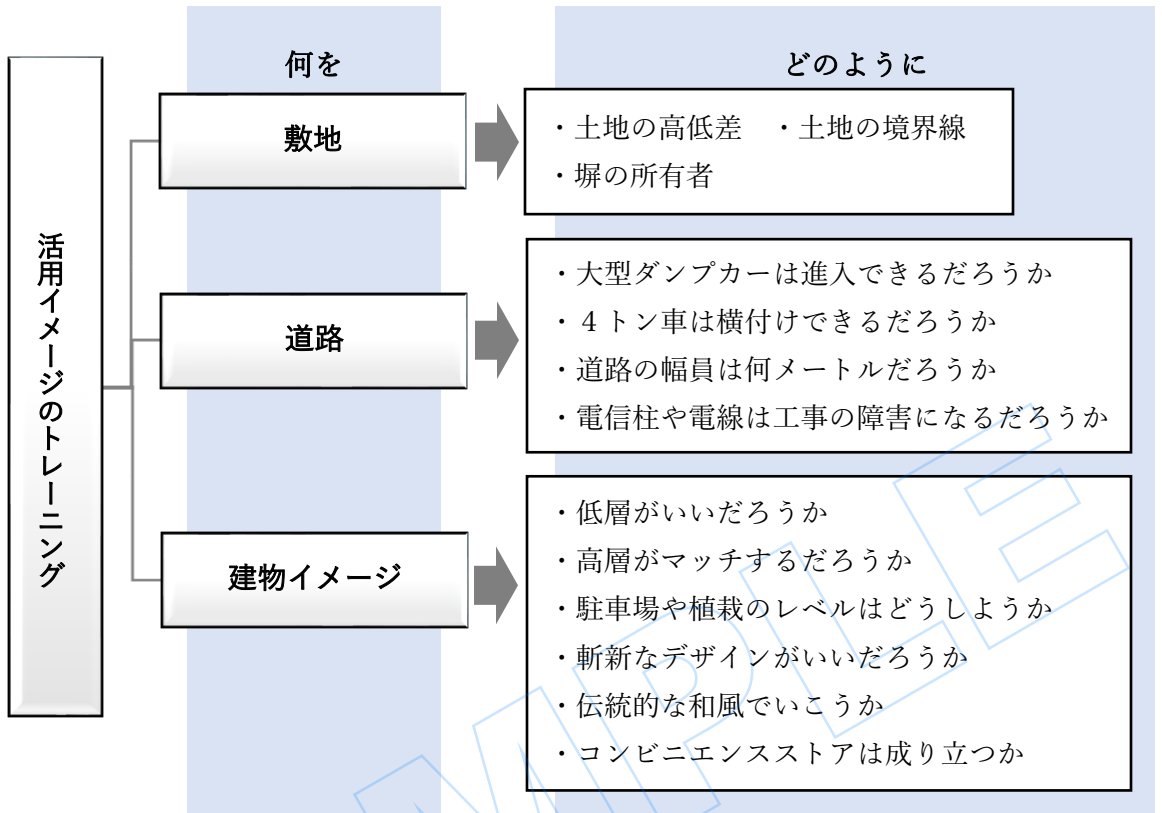 何を
どのように
活用イメージのトレーニング
敷地
・土地の高低差　・土地の境界線
・塀の所有者
道路
・大型ダンプカーは進入できるだろうか
・４トン車は横付けできるだろうか
・道路の幅員は何メートルだろうか
・電信柱や電線は工事の障害になるだろうか
建物イメージ
・低層がいいだろうか
・高層がマッチするだろうか
・駐車場や植栽のレベルはどうしようか
・斬新なデザインがいいだろうか
・伝統的な和風でいこうか
・コンビニエンスストアは成り立つか
MPLE